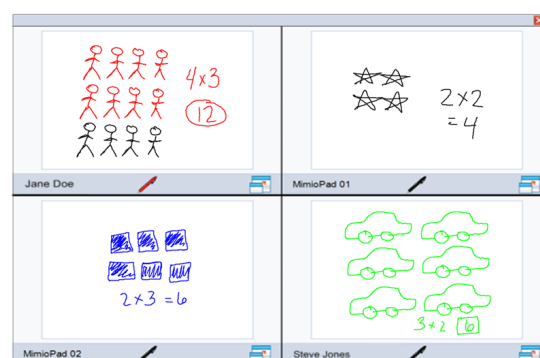 4x3
12
Jane Doe
2x2
=4
MimioPad 01
2x3=6
MimioPad 02
3x2 6
Steve Jones